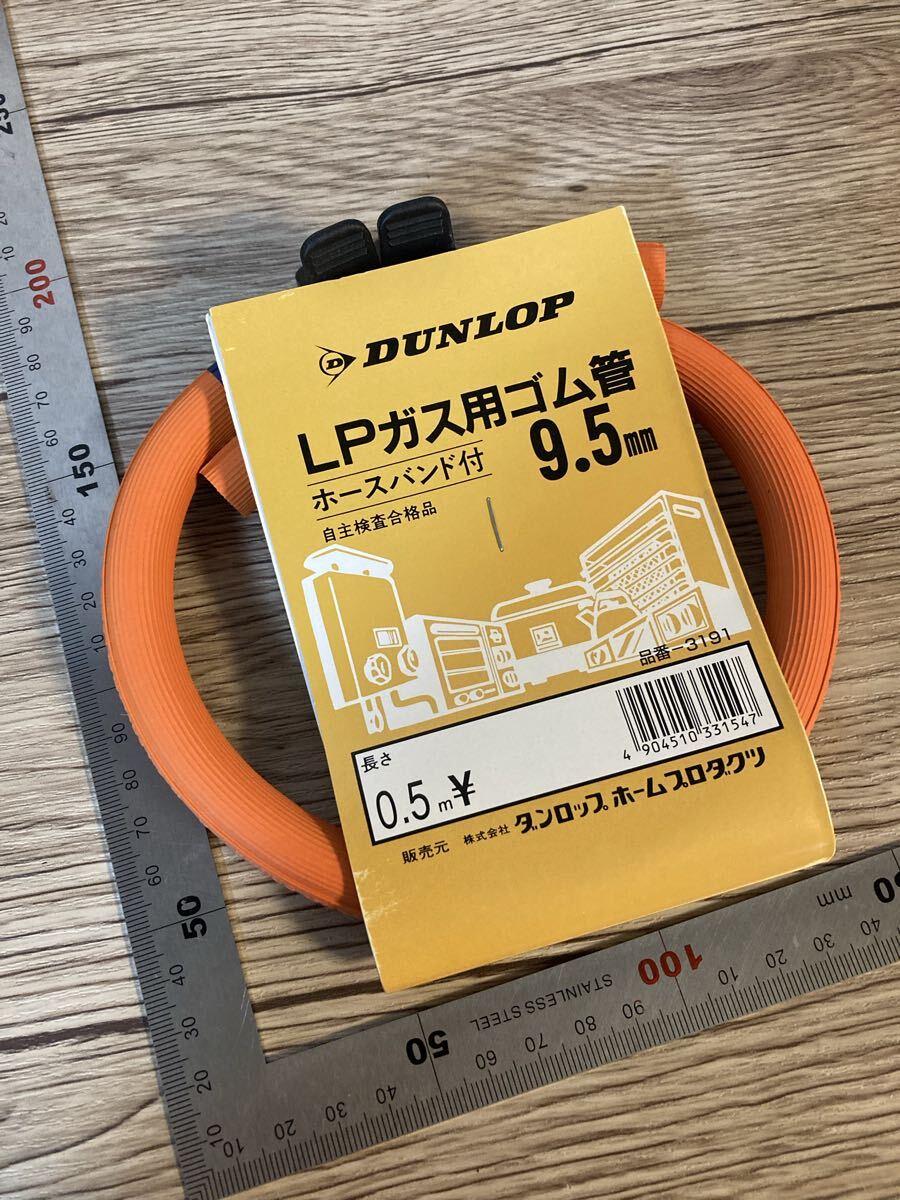 DUNLOP
LPガス用ゴム管
9.5mm
ホースバンド付
自主検査合格品
品番-3191
長さ
0.5m ¥
4 904510 331547
販売元 株式会社 ダンロップ ホームプロダクツ
200
150
50
50
100
mm
STAINLESS STEEL